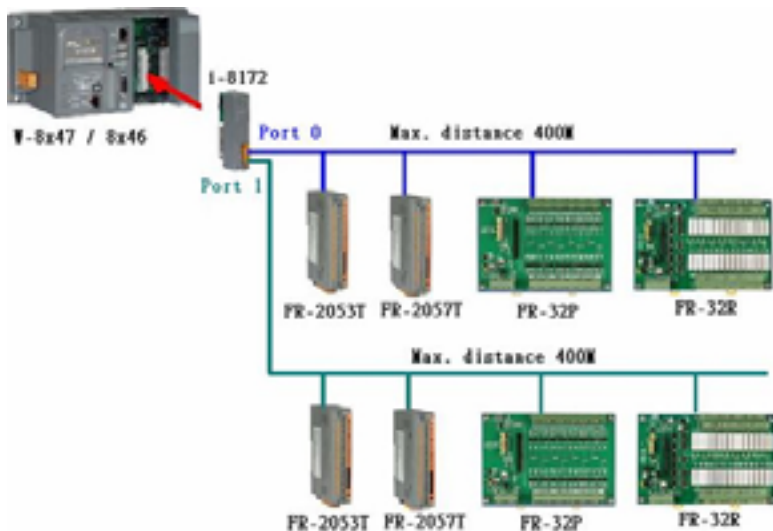 i-8172
W-8x47 / 8x46
Port 0
Max. distance 400M
Port 1
FR-2053T
FR-2057T
FR-32P
FR-32R
Max. distance 400M
FR-2053T
FR-2057T
FR-32P
FR-32R